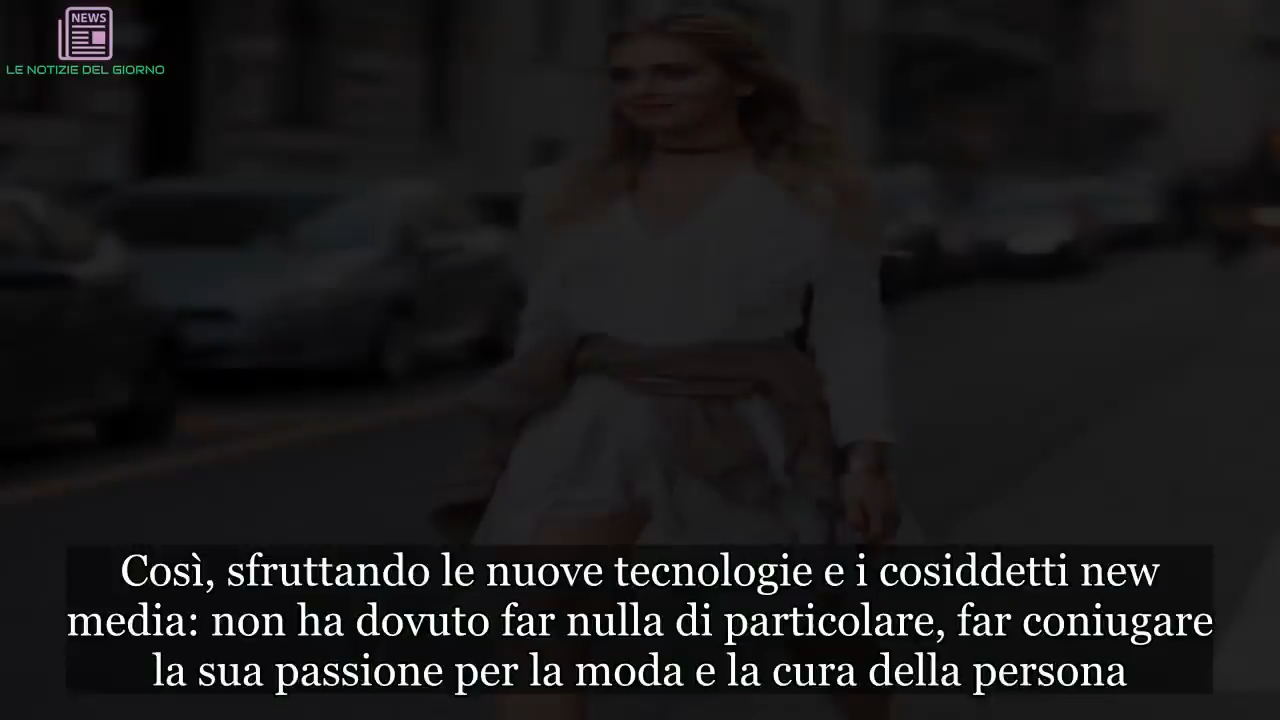 NEWS
LE NOTIZIE DEL GIORNO
Così, sfruttando le nuove tecnologie e i cosiddetti new
media: non ha dovuto far nulla di particolare, far coniugare
la sua passione per la moda e la cura della persona